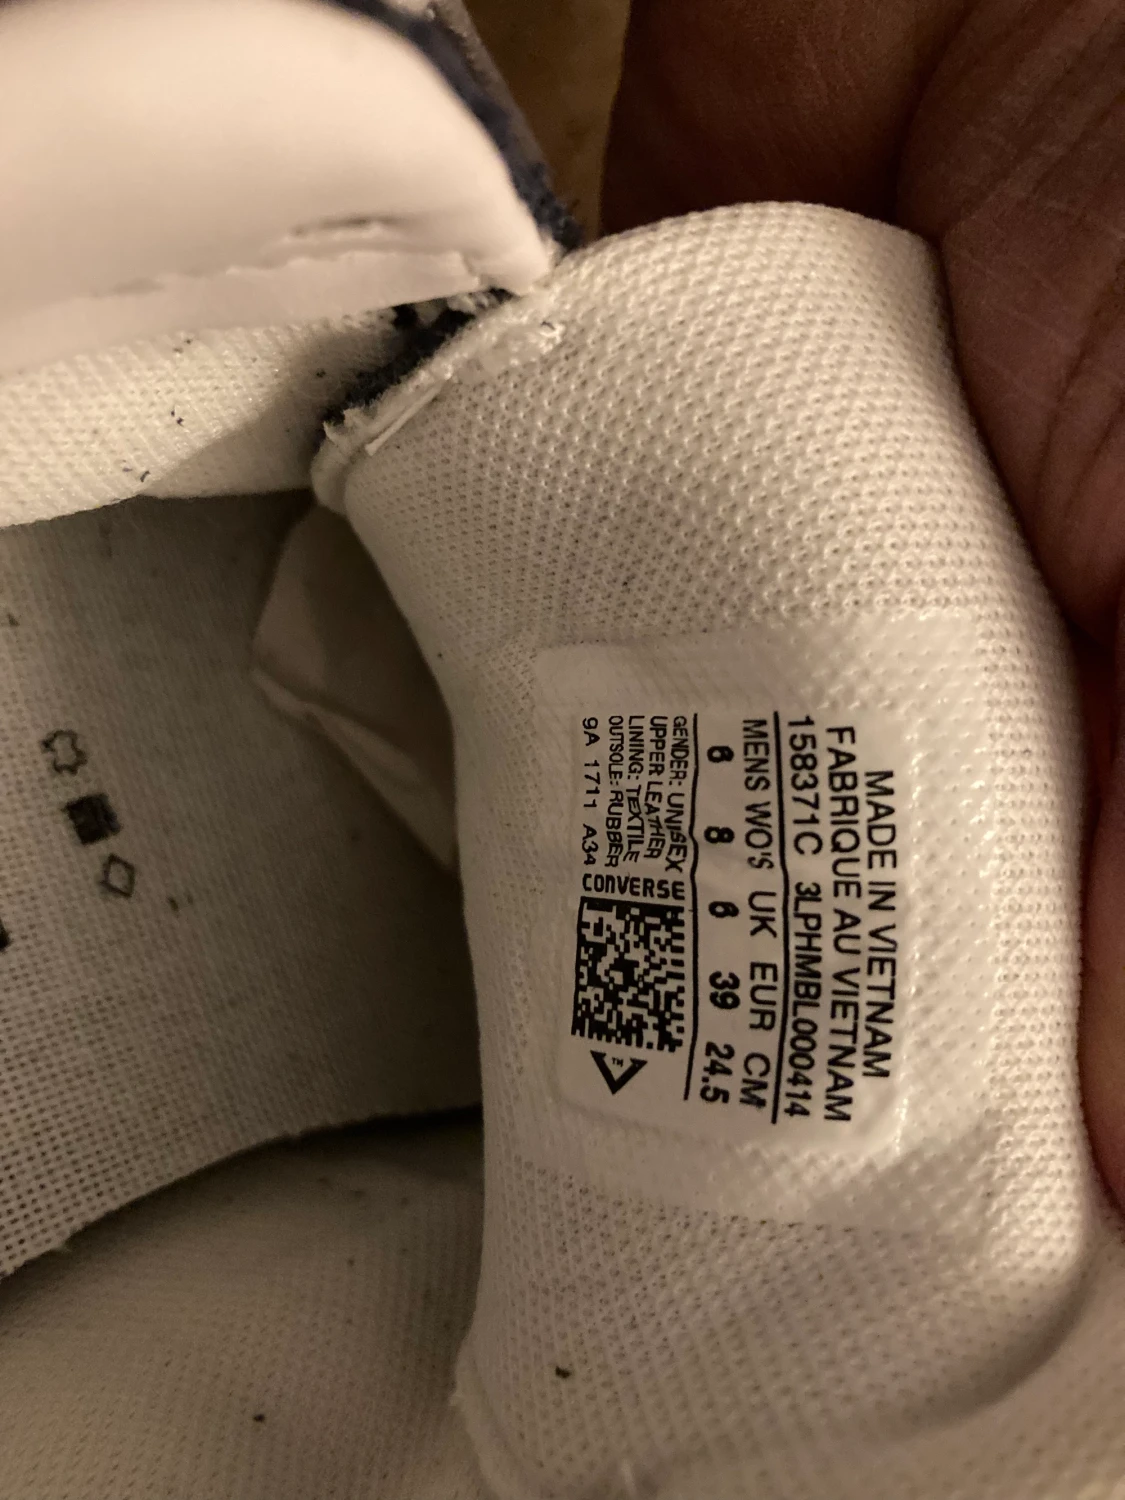 MADE IN VIETNAM
FABRIQUE AU VIETNAM
158371C 3LPHMBL000414
MENS WO'S UK EUR CM
6 8 6 39 24.5
GENDER: UNISEX
UPPER LEATHER
LINING: TEXTILE
OUTSOLE: RUBBER
9A 1711 A34
CONVERSE
TM